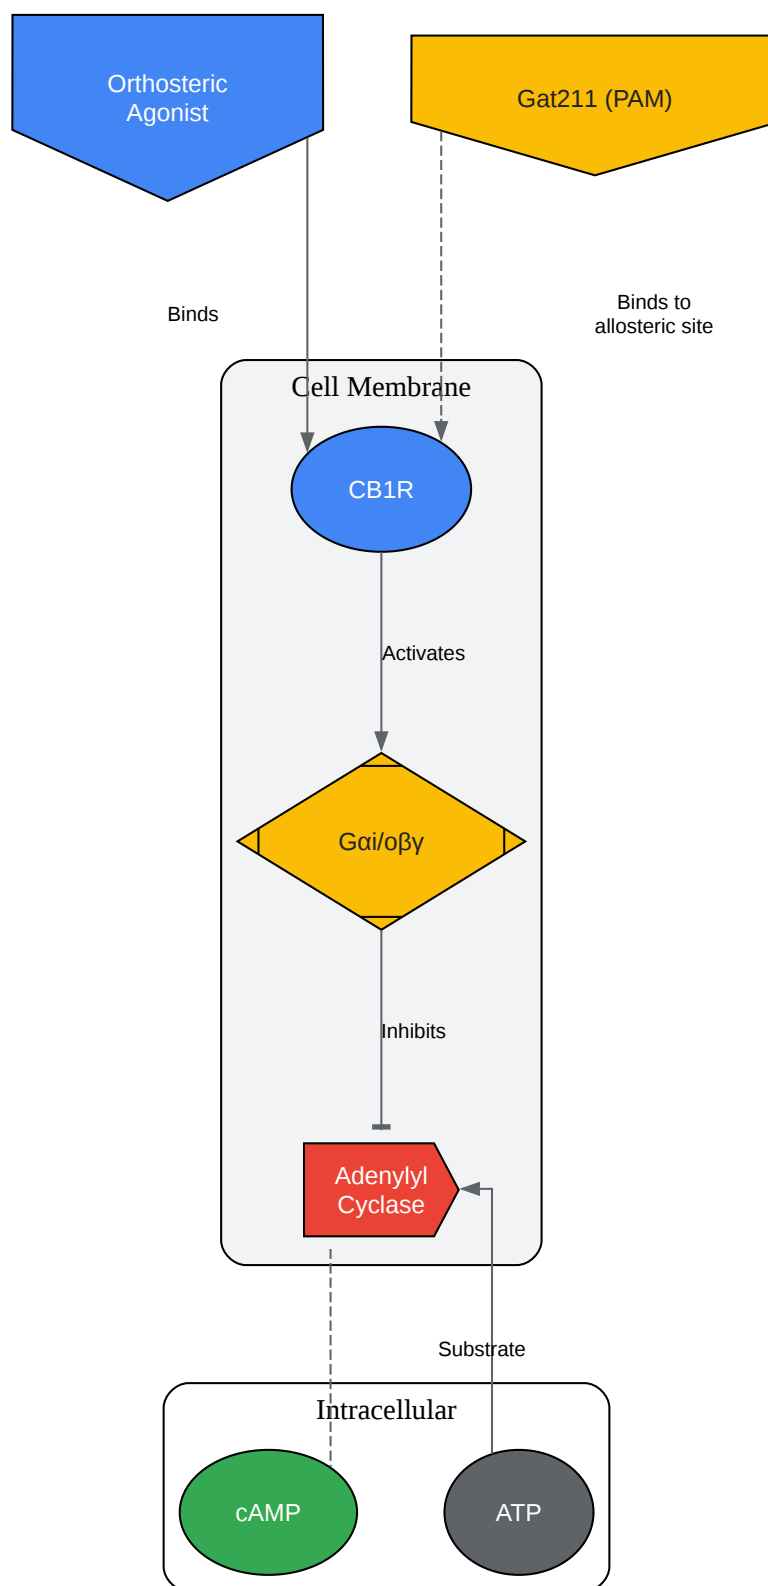 Orthosteric
Agonist
Gat211 (PAM)
Binds
Binds to
allosteric site
Cell Membrane
CB1R
Activates
Gαi/oβγ
Inhibits
Adenylyl
Cyclase
Substrate
Intracellular
cAMP
ATP